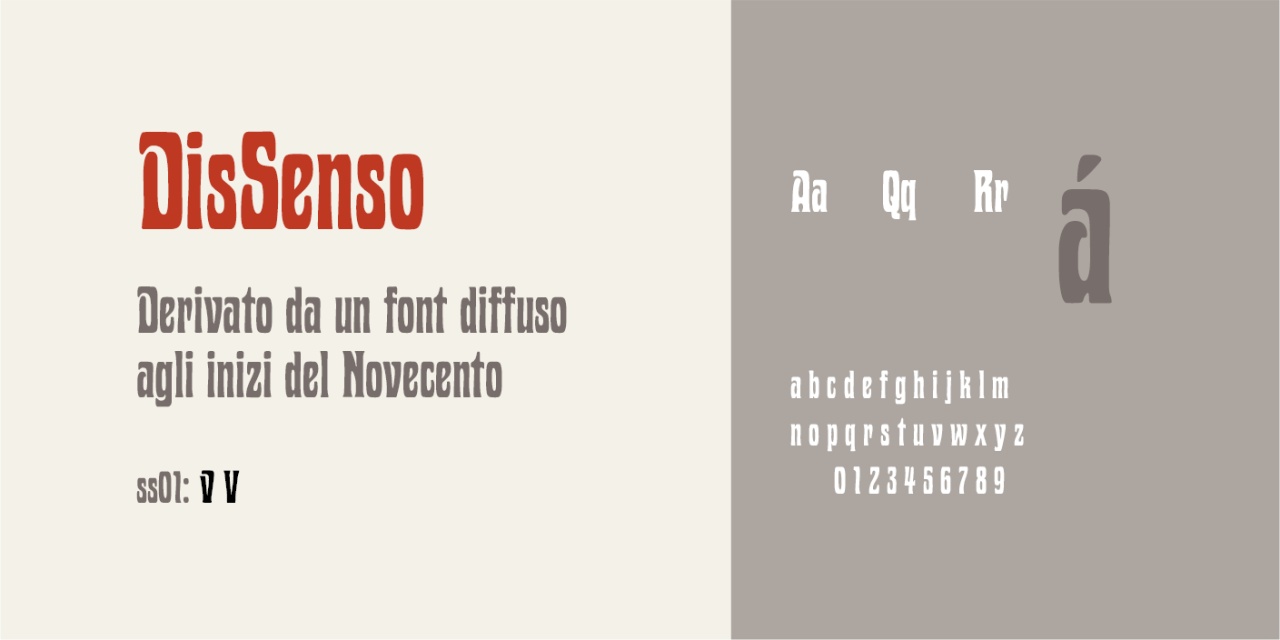 DisSenso
Derivato da un font diffuso
agli inizi del Novecento
ss01: V V
Aa Qq Rr
á
a b c d e f g h i j k l m
n o p q r s t u v w x y z
0 1 2 3 4 5 6 7 8 9